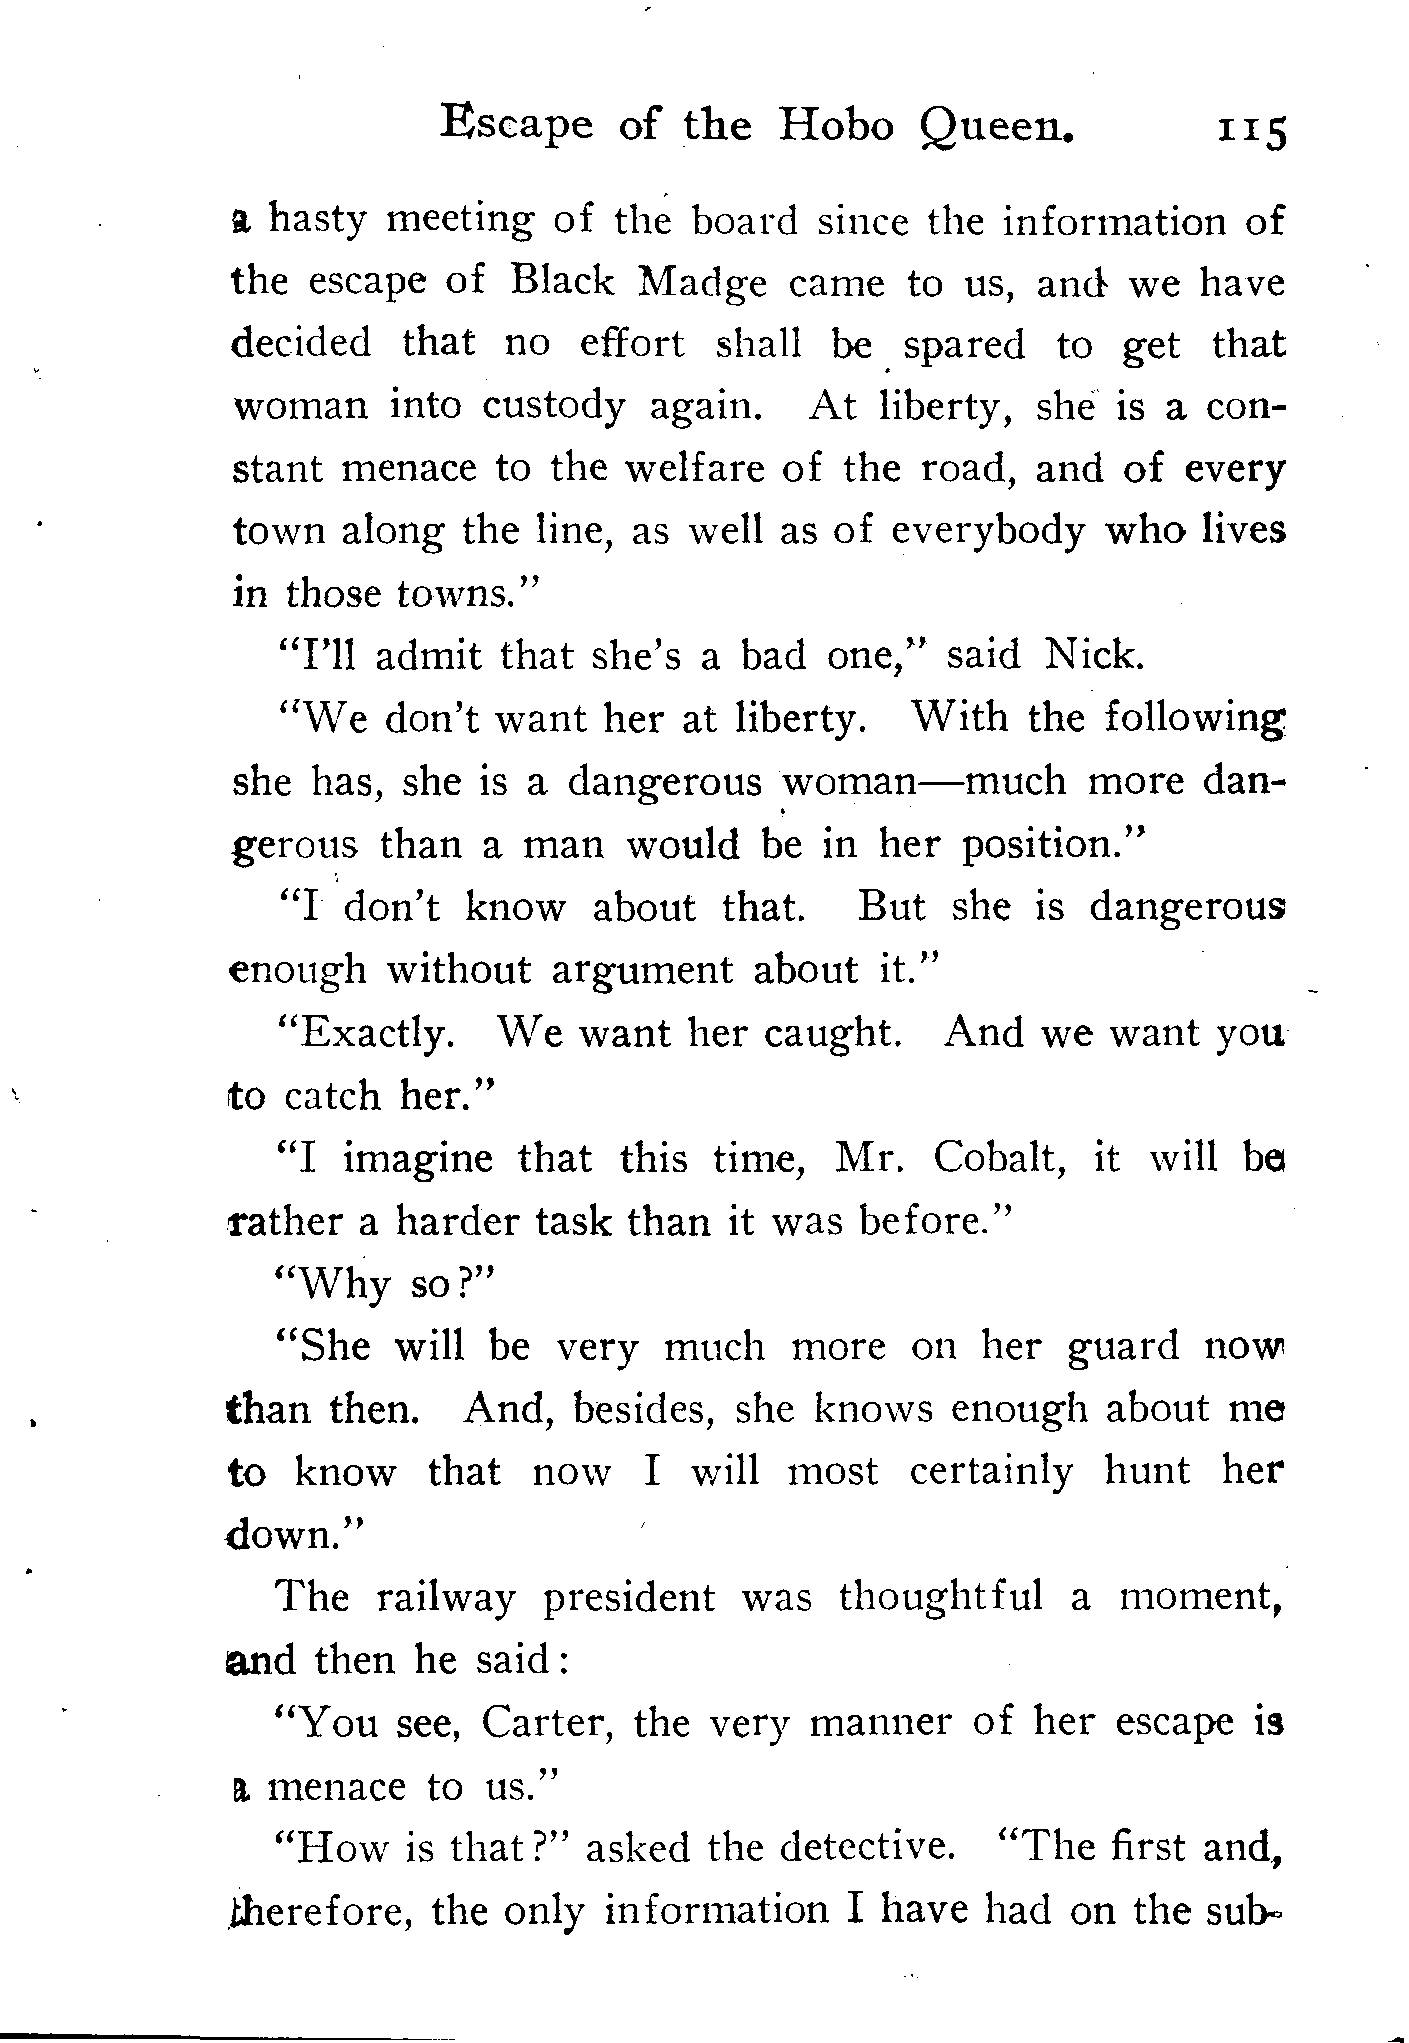 Escape of the Hobo Queen. 115
a hasty meeting of the board since the information of
the escape of Black Madge came to us, and we have
decided that no effort shall be spared to get that
woman into custody again. At liberty, she is a con-
stant menace to the welfare of the road, and of every
town along the line, as well as of everybody who lives
in those towns."
"I'll admit that she's a bad one," said Nick.
"We don't want her at liberty. With the following
she has, she is a dangerous woman—much more dan-
gerous than a man would be in her position."
"I don't know about that. But she is dangerous
enough without argument about it."
"Exactly. We want her caught. And we want you
to catch her."
"I imagine that this time, Mr. Cobalt, it will be
rather a harder task than it was before."
"Why so?"
"She will be very much more on her guard now
than then. And, besides, she knows enough about me
to know that now I will most certainly hunt her
down."
The railway president was thoughtful a moment,
and then he said:
"You see, Carter, the very manner of her escape is
a menace to us."
"How is that?" asked the detective. "The first and,
therefore, the only information I have had on the sub-